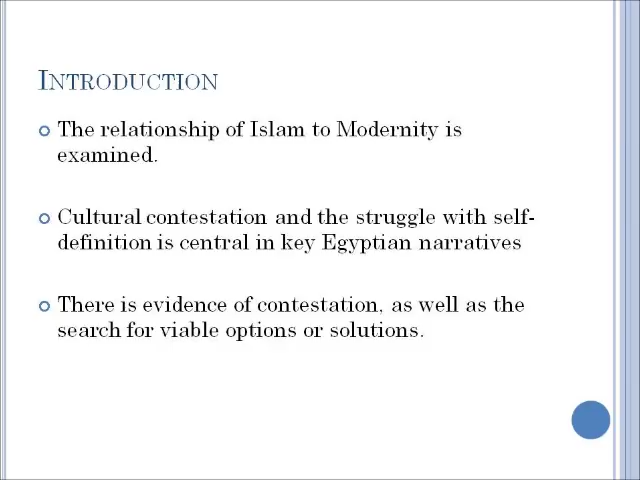 INTRODUCTION
The relationship of Islam to Modernity is
examined.
Cultural contestation and the struggle with self-
definition is central in key Egyptian narratives
There is evidence of contestation, as well as the
search for viable options or solutions.